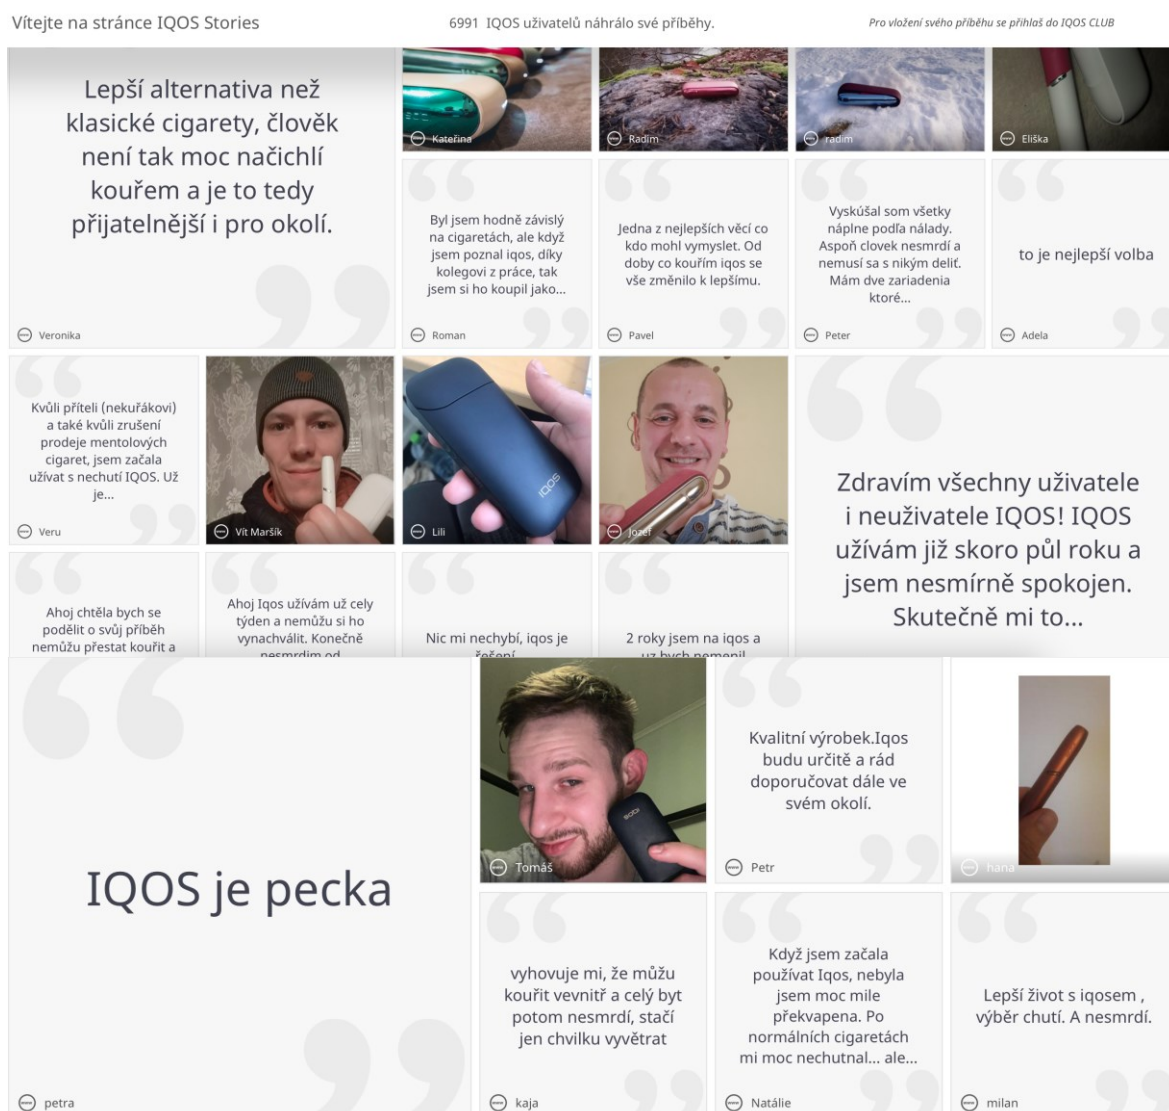 Vítejte na stránce IQOS Stories
6991 IQOS uživatelů náhrálo své příběhy.
Pro vložení svého příběhu se přihlaš do IQOS CLUB
Lepší alternativa než
klasické cigarety, člověk
není tak moc načichlí
kouřem a je to tedy
přijatelnější i pro okolí.
Veronika
Kateřina
Radim
radim
Eliška
Byl jsem hodně závislý
na cigaretách, ale když
jsem poznal iqos, díky
kolegovi z práce, tak
jsem si ho koupil jako...
Roman
Jedna z nejlepších věcí co
kdo mohl vymyslet. Od
doby co kouřím iqos se
vše změnilo k lepšímu.
Pavel
Vyskúšal som všetky
náplne podľa nálady.
Aspoň clovek nesmrdí a
nemusí sa s nikým deliť.
Mám dve zariadenia
ktoré...
Peter
to je nejlepší volba
Adela
Kvůli příteli (nekuřákovi)
a také kvůli zrušení
prodeje mentolových
cigaret, jsem začala
užívat s nechutí IQOS. Už
je...
Veru
Vít Maršík
IQOS
Lili
Jozef
Zdravím všechny uživatele
i neuživatele IQOS! IQOS
užívám již skoro půl roku a
jsem nesmírně spokojen.
Skutečně mi to...
Ahoj chtěla bych se
podělit o svůj příběh
nemůžu přestat kouřit a
Ahoj Iqos užívám už cely
týden a nemůžu si ho
vynachválit. Konečně
nesmrdim od
Nic mi nechybí, iqos je
řešení
2 roky jsem na iqos a
uz bych nemenil
IQOS je pecka
petra
IQOS
Tomáš
Kvalitní výrobek.Iqos
budu určitě a rád
doporučovat dále ve
svém okolí.
Petr
hana
vyhovuje mi, že můžu
kouřit vevnitř a celý byt
potom nesmrdí, stačí
jen chvilku vyvětrat
kaja
Když jsem začala
používat Iqos, nebyla
jsem moc mile
překvapena. Po
normálních cigaretách
mi moc nechutnal... ale...
Natálie
Lepší život s iqosem ,
výběr chutí. A nesmrdí.
milan